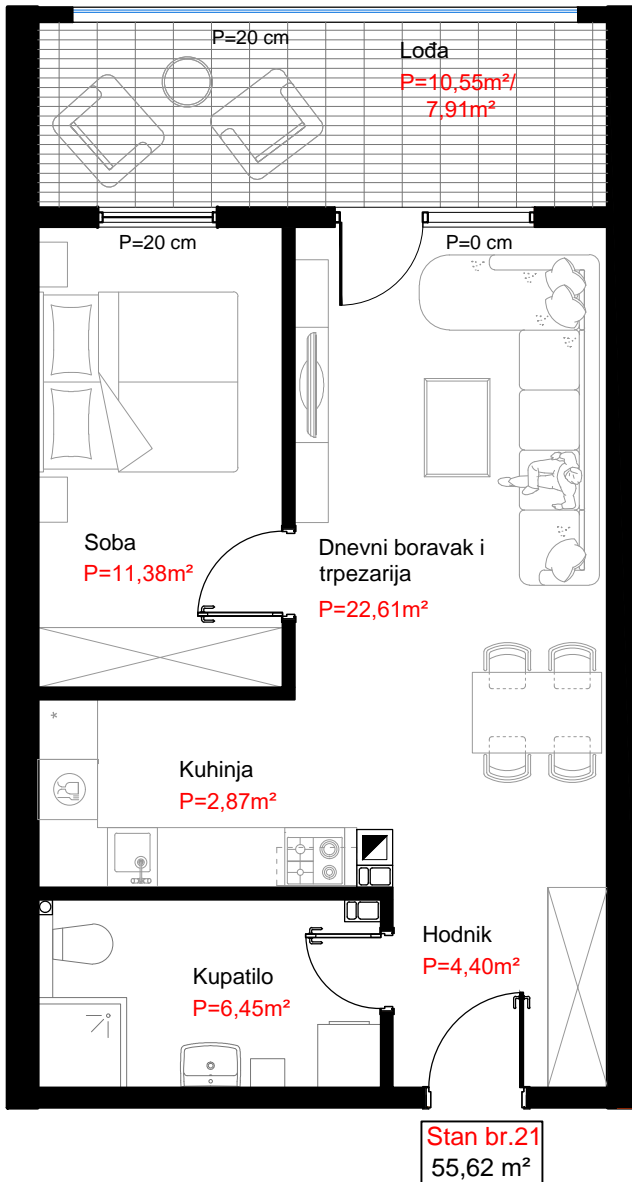 P=20 cm
Lođa
P=10,55m²/
7,91m²
P=20 cm
P=0 cm
Soba
P=11,38m²
Dnevni boravak i
trpezarija
P=22,61m²
Kuhinja
P=2,87m²
Hodnik
P=4,40m²
Kupatilo
P=6,45m²
Stan br.21
55,62 m²